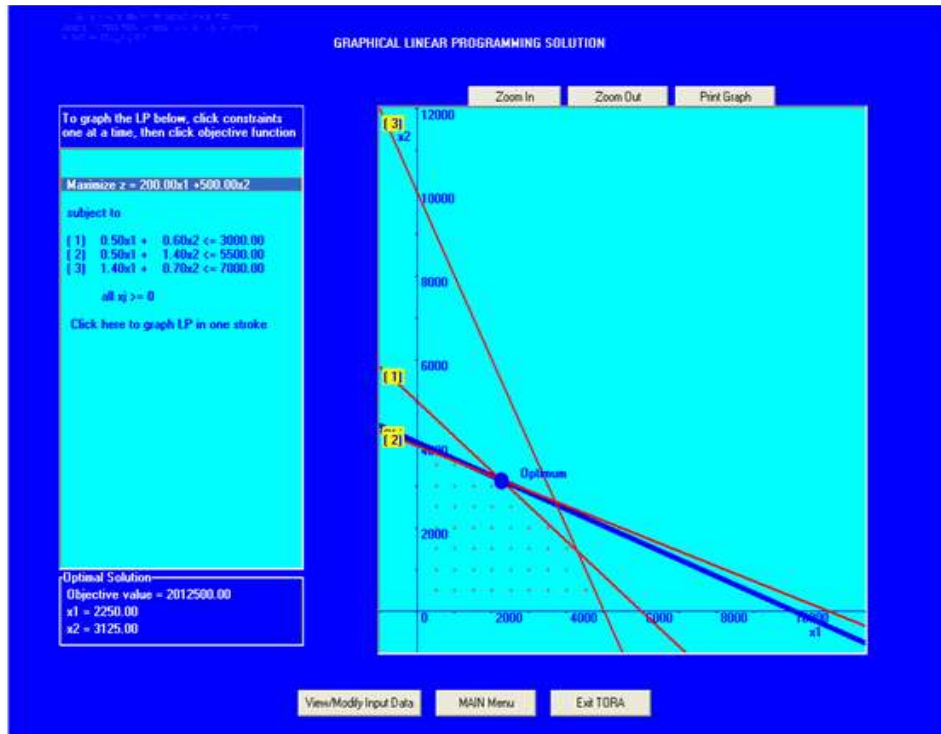 GRAPHICAL LINEAR PROGRAMMING SOLUTION
Zoom In
Zoom Out
Print Graph
To graph the LP below, click constraints
one at a time, then click objective function
Maximize z = 200.00x1 +500.00x2
subject to
( 1) 0.50x1 + 0.60x2 <= 3000.00
( 2) 0.50x1 + 1.40x2 <= 5500.00
( 3) 1.40x1 + 0.70x2 <= 7000.00
all xj >= 0
Click here to graph LP in one stroke
Optimal Solution
Objective value = 2012500.00
x1 = 2250.00
x2 = 3125.00
( 3)
x2
12000
10000
8000
6000
( 1)
( 2)
4000
Optimum
2000
0
2000
4000
6000
8000
10000
x1
View/Modify Input Data
MAIN Menu
Exit TORA